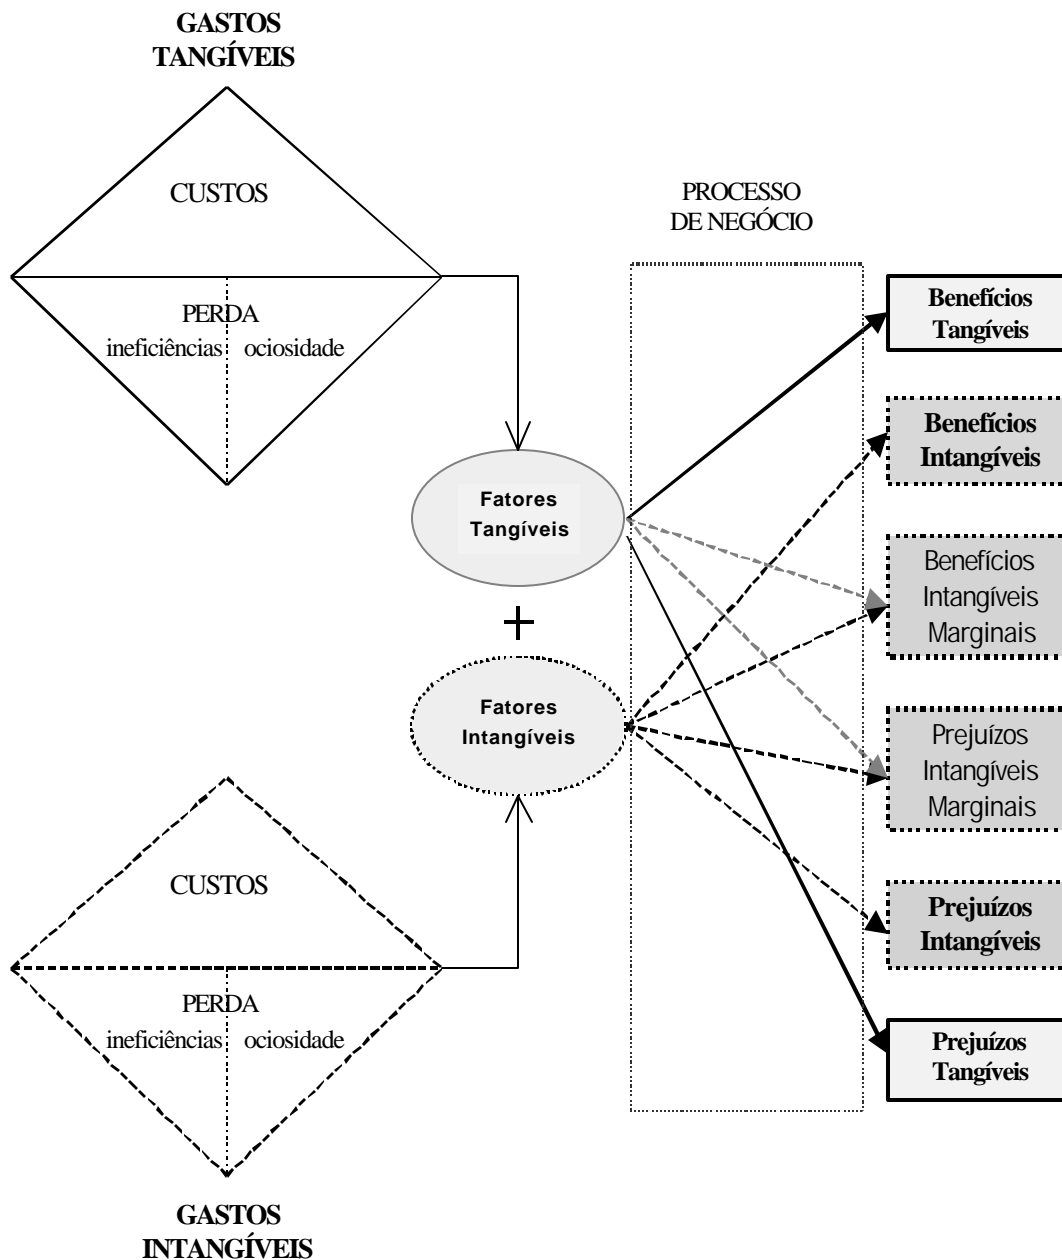 GASTOS
TANGÍVEIS
CUSTOS
PERDA
ineficiências ociosidade
PROCESSO
DE NEGÓCIO
Benefícios
Tangíveis
Benefícios
Intangíveis
Fatores
Tangíveis
Benefícios
Intangíveis
Marginais
+
Fatores
Intangíveis
Prejuízos
Intangíveis
Marginais
CUSTOS
PERDA
ineficiências ociosidade
Prejuízos
Intangíveis
Prejuízos
Tangíveis
GASTOS
INTANGÍVEIS